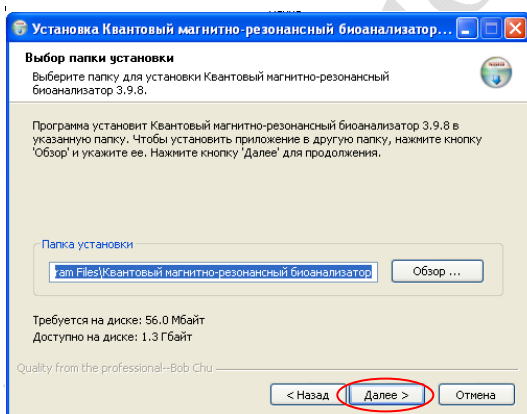 Установка Квантовый магнитно-резонансный биоанализатор...
Выбор папки установки
Выберите папку для установки Квантовый магнитно-резонансный
биоанализатор 3.9.8.
Программа установит Квантовый магнитно-резонансный биоанализатор 3.9.8 в
указанную папку. Чтобы установить приложение в другую папку, нажмите кнопку
'Обзор' и укажите ее. Нажмите кнопку 'Далее' для продолжения.
Папка установки
ram Files\Квантовый магнитно-резонансный биоанализатор
Обзор ...
Требуется на диске: 56.0 Мбайт
Доступно на диске: 1.3 Гбайт
Quality from the professional--Bob Chu
< Назад
Далее >
Отмена